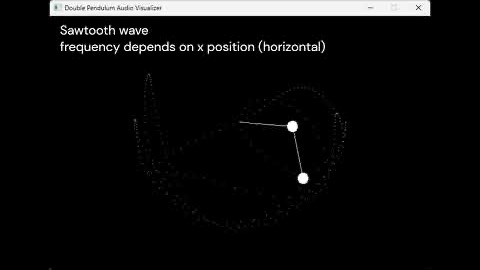 Double Pendulum Audio Visualizer
Sawtooth wave
frequency depends on x position (horizontal)